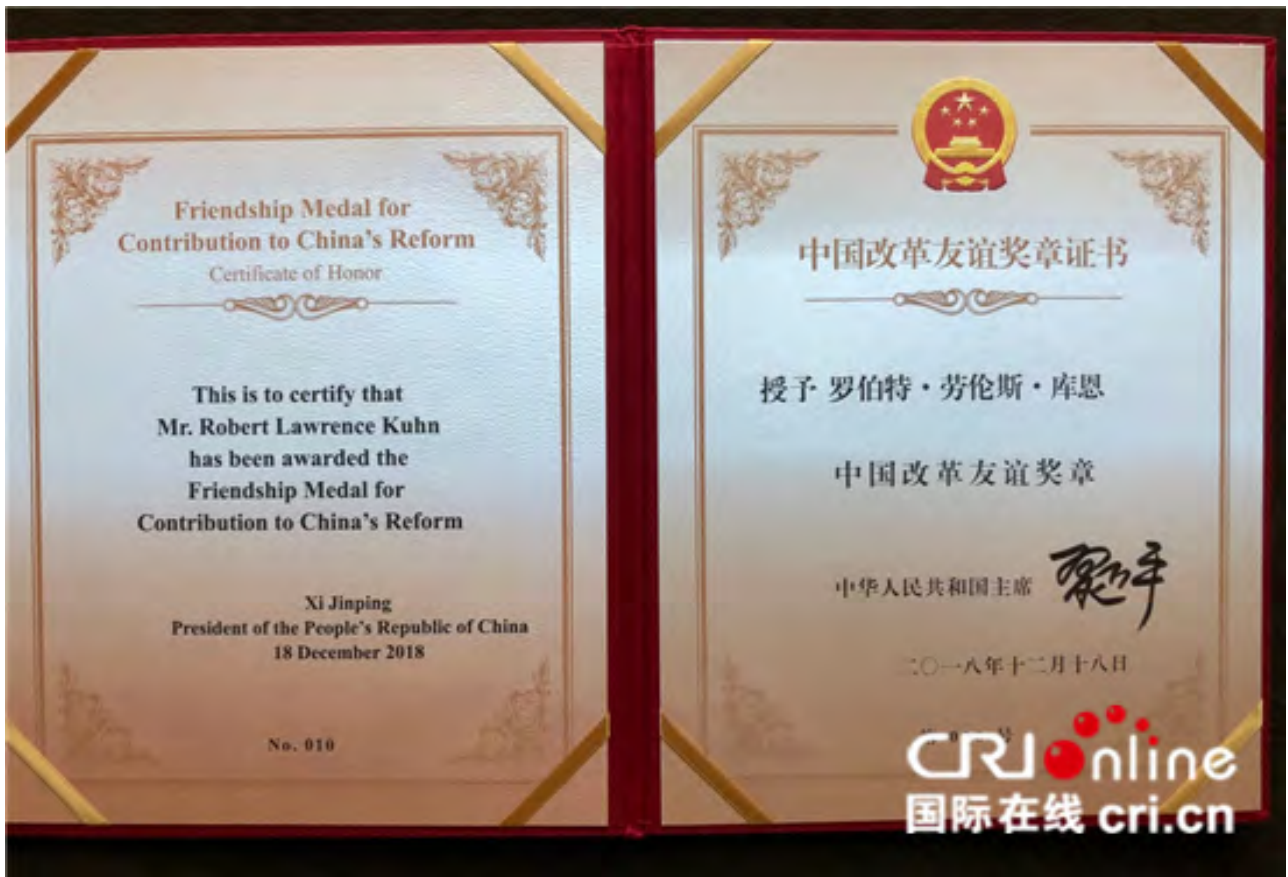 Friendship Medal for
Contribution to China's Reform
Certificate of Honor
This is to certify that
Mr. Robert Lawrence Kuhn
has been awarded the
Friendship Medal for
Contribution to China's Reform
Xi Jinping
President of the People's Republic of China
18 December 2018
No. 010
中国改革友谊奖章证书
授予 罗伯特·劳伦斯·库恩
中国改革友谊奖章
中华人民共和国主席 习近平
二〇一八年十二月十八日
CRI Online
国际在线 cri.cn